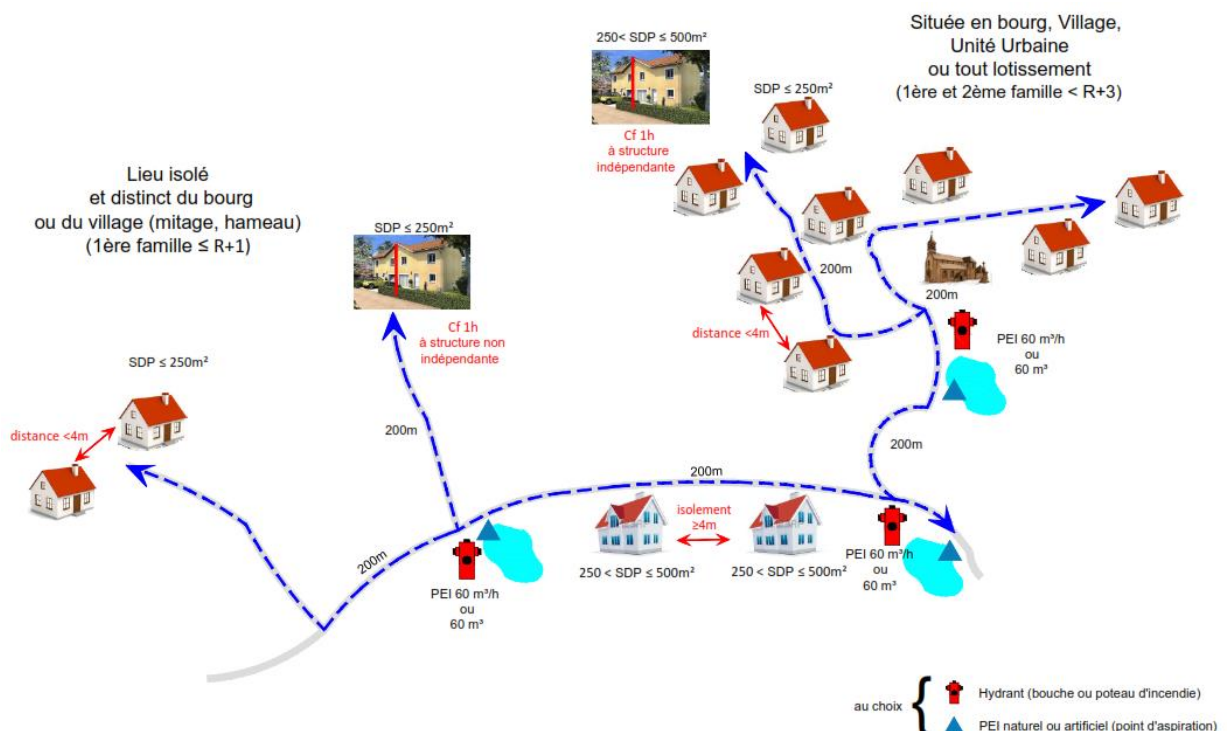 Située en bourg, Village,
Unité Urbaine
ou tout lotissement
(1ère et 2ème famille < R+3)
250< SDP ≤ 500m²
SDP ≤ 250m²
Cf 1h
à structure
indépendante
Lieu isolé
et distinct du bourg
ou du village (mitage, hameau)
(1ère famille ≤ R+1)
SDP ≤ 250m²
Cf 1h
à structure non
indépendante
200m
200m
distance <4m
PEI 60 m³/h
ou
60 m³
SDP ≤ 250m²
distance <4m
200m
200m
200m
isolement
≥4m
250 < SDP ≤ 500m²
250 < SDP ≤ 500m²
200m
PEI 60 m³/h
ou
60 m³
PEI 60 m³/h
ou
60 m³
au choix
Hydrant (bouche ou poteau d'incendie)
PEI naturel ou artificiel (point d'aspiration)